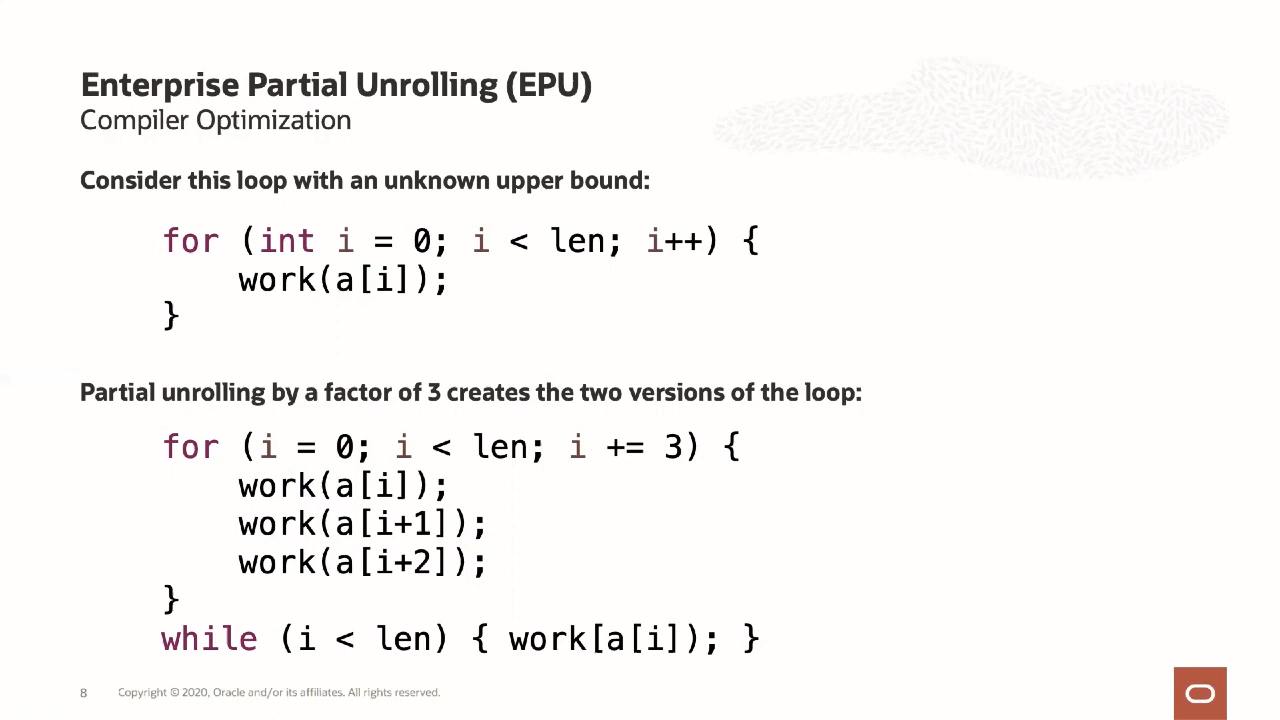 Enterprise Partial Unrolling (EPU)
Compiler Optimization
Consider this loop with an unknown upper bound:
for (int i = 0; i < len; i++) {
    work(a[i]);
}
Partial unrolling by a factor of 3 creates the two versions of the loop:
for (i = 0; i < len; i += 3) {
    work(a[i]);
    work(a[i+1]);
    work(a[i+2]);
}
while (i < len) { work[a[i]); }
8 Copyright © 2020, Oracle and/or its affiliates. All rights reserved.